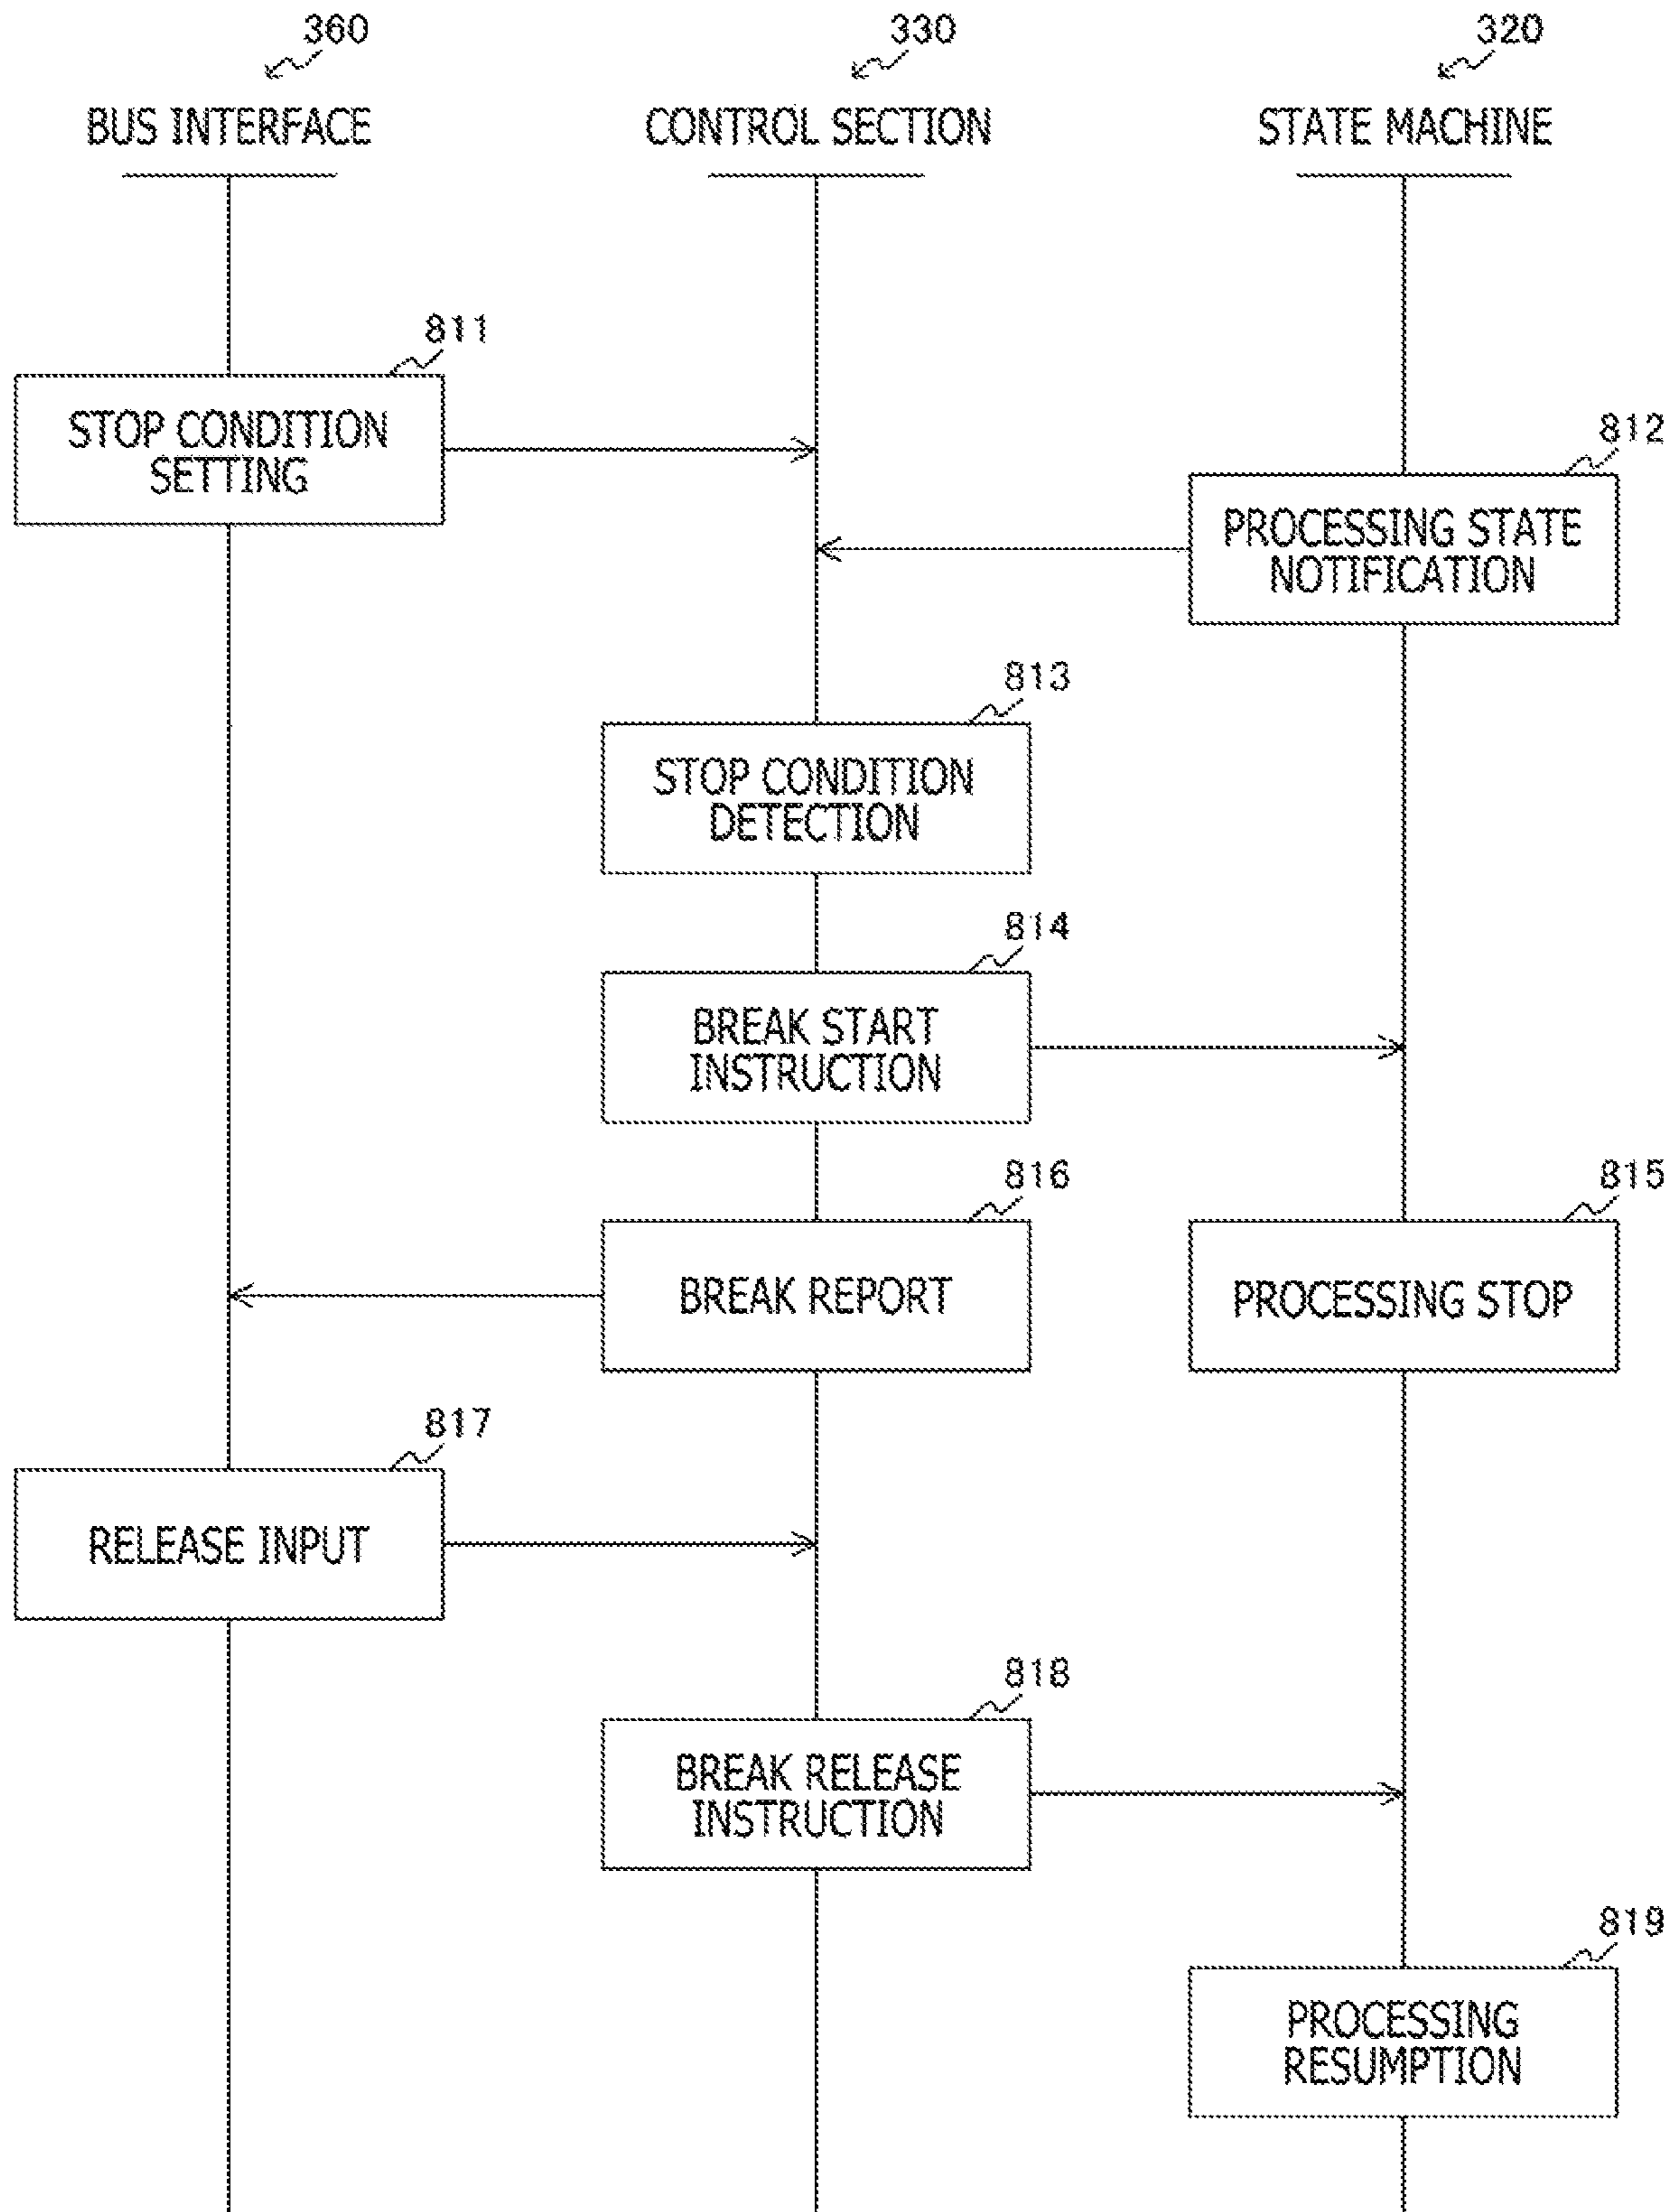 360
330
320
BUS INTERFACE
CONTROL SECTION
STATE MACHINE
811
STOP CONDITION
SETTING
812
PROCESSING STATE
NOTIFICATION
813
STOP CONDITION
DETECTION
814
BREAK START
INSTRUCTION
816
BREAK REPORT
815
PROCESSING STOP
817
RELEASE INPUT
818
BREAK RELEASE
INSTRUCTION
819
PROCESSING
RESUMPTION